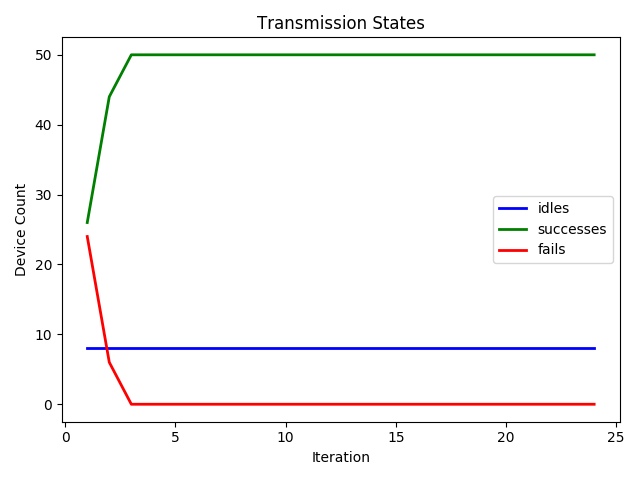 Transmission States
Device Count
50
40
30
20
10
0
idles
successes
fails
0 5 10 15 20 25
Iteration